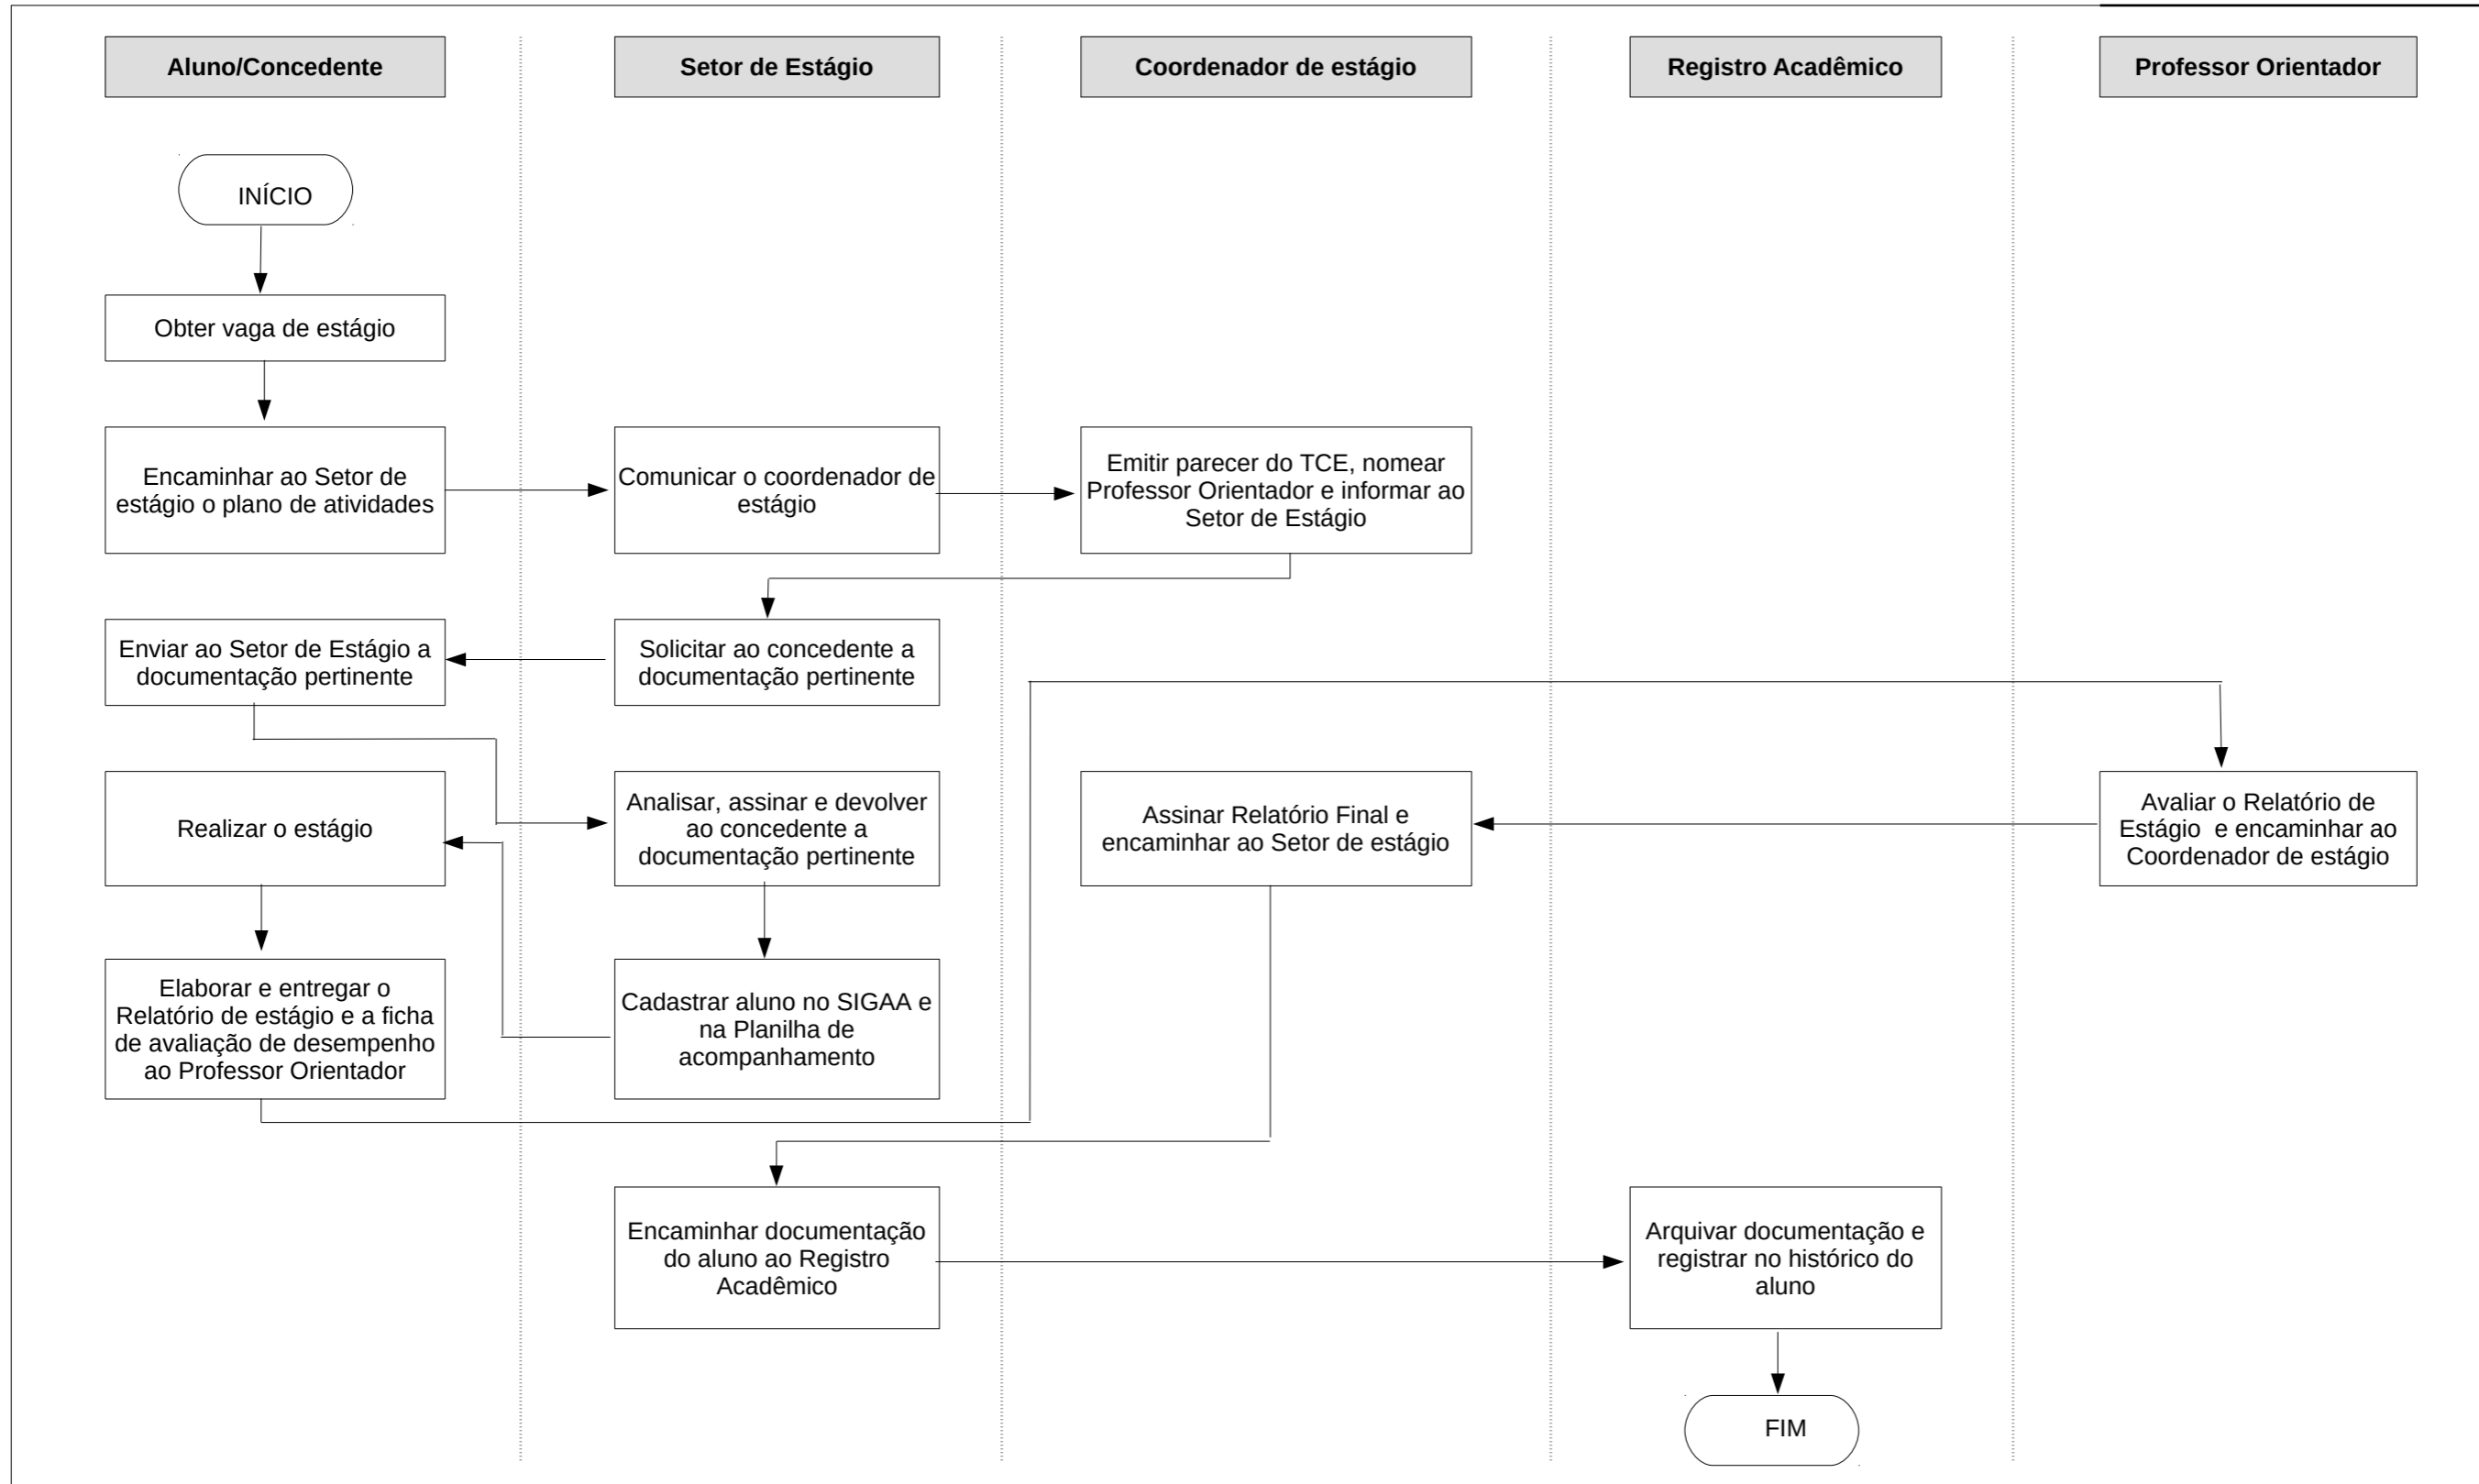 Aluno/Concedente
Setor de Estágio
Coordenador de estágio
Registro Acadêmico
Professor Orientador
INÍCIO
Obter vaga de estágio
Encaminhar ao Setor de
estágio o plano de atividades
Comunicar o coordenador de
estágio
Emitir parecer do TCE, nomear
Professor Orientador e informar ao
Setor de Estágio
Enviar ao Setor de Estágio a
documentação pertinente
Solicitar ao concedente a
documentação pertinente
Realizar o estágio
Analisar, assinar e devolver
ao concedente a
documentação pertinente
Assinar Relatório Final e
encaminhar ao Setor de estágio
Avaliar o Relatório de
Estágio e encaminhar ao
Coordenador de estágio
Elaborar e entregar o
Relatório de estágio e a ficha
de avaliação de desempenho
ao Professor Orientador
Cadastrar aluno no SIGAA e
na Planilha de
acompanhamento
Encaminhar documentação
do aluno ao Registro
Acadêmico
Arquivar documentação e
registrar no histórico do
aluno
FIM